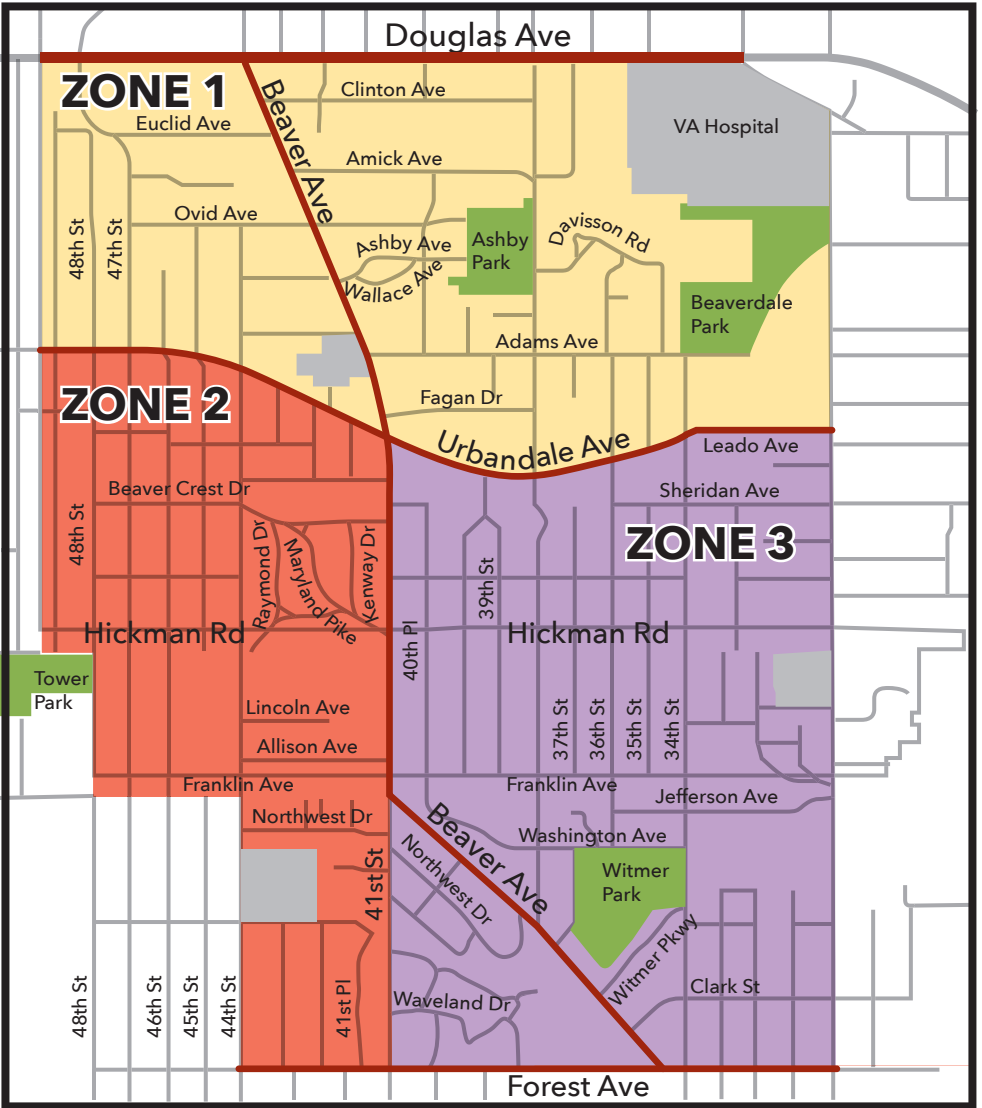 Douglas Ave
ZONE 1
Beaver Ave
Clinton Ave
Euclid Ave
VA Hospital
Amick Ave
48th St
47th St
Ovid Ave
Ashby Ave
Wallace Ave
Ashby
Park
Davisson Rd
Beaverdale
Park
Adams Ave
Fagan Dr
Urbandale Ave
ZONE 2
Leado Ave
Beaver Crest Dr
Sheridan Ave
48th St
Raymond Dr
Maryland Pike
Kenway Dr
ZONE 3
39th St
Hickman Rd
40th Pl
Hickman Rd
Tower
Park
Lincoln Ave
Allison Ave
37th St
36th St
35th St
34th St
Franklin Ave
Franklin Ave
Jefferson Ave
Northwest Dr
Beaver Ave
Washington Ave
41st St
Northwest Dr
Witmer
Park
Witmer Pkwy
48th St
46th St
45th St
44th St
41st Pl
Waveland Dr
Clark St
Forest Ave